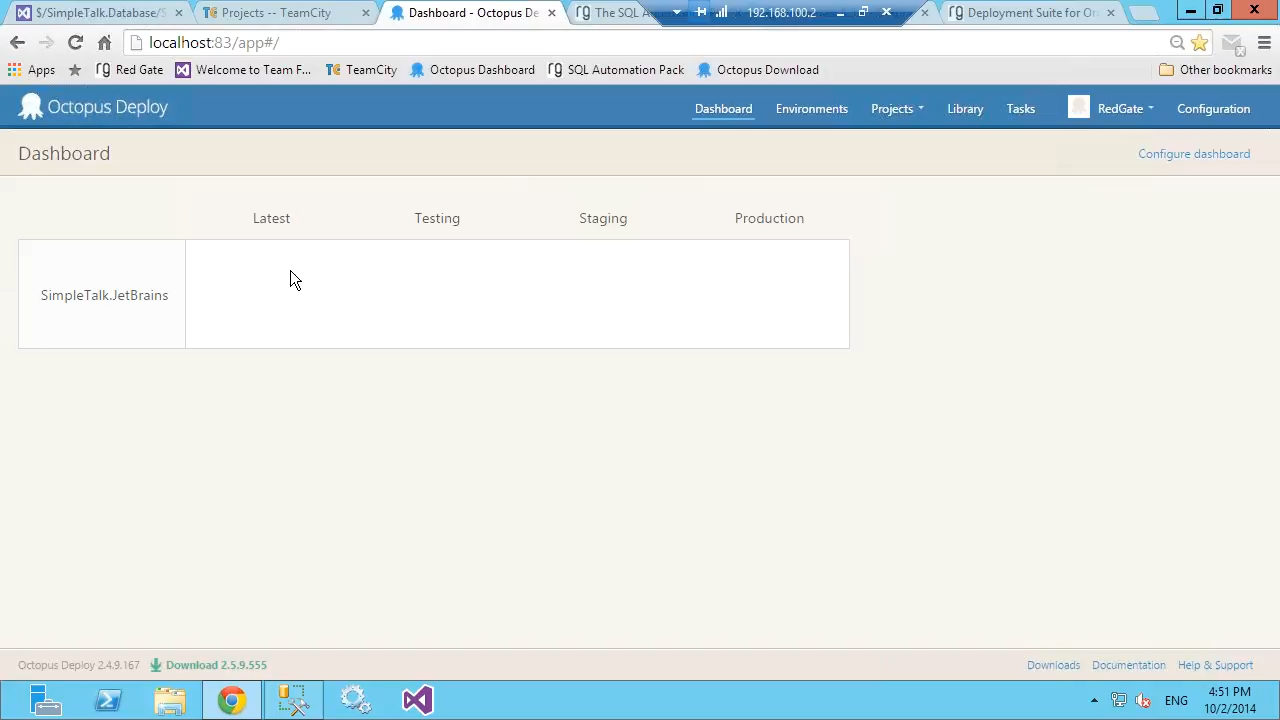 $/SimpleTalk.Database/S
Projects -- TeamCity
Dashboard - Octopus De
The SQL A
192.168.100.2
Deployment Suite for Or
localhost:83/app#/
Apps
Red Gate
Welcome to Team F...
TeamCity
Octopus Dashboard
SQL Automation Pack
Octopus Download
Other bookmarks
Octopus Deploy
Dashboard
Environments
Projects
Library
Tasks
RedGate
Configuration
Dashboard
Configure dashboard
Latest
Testing
Staging
Production
SimpleTalk.JetBrains
Octopus Deploy 2.4.9.167
Download 2.5.9.555
Downloads
Documentation
Help & Support
ENG
4:51 PM
10/2/2014